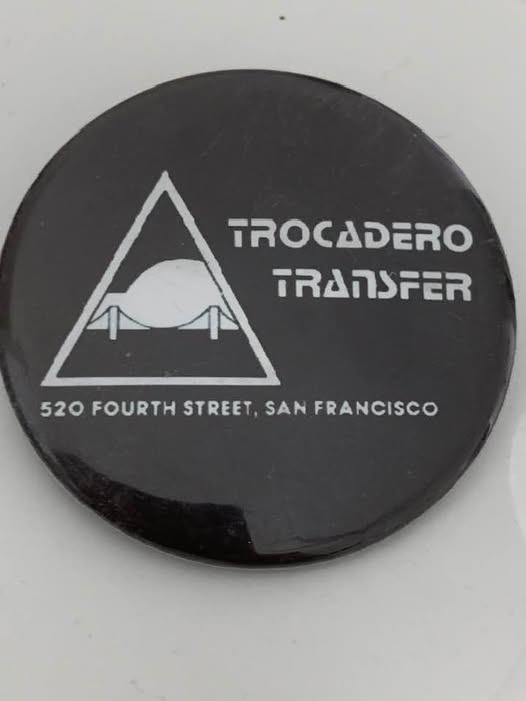 TROCADERO
TRANSFER
520 FOURTH STREET, SAN FRANCISCO